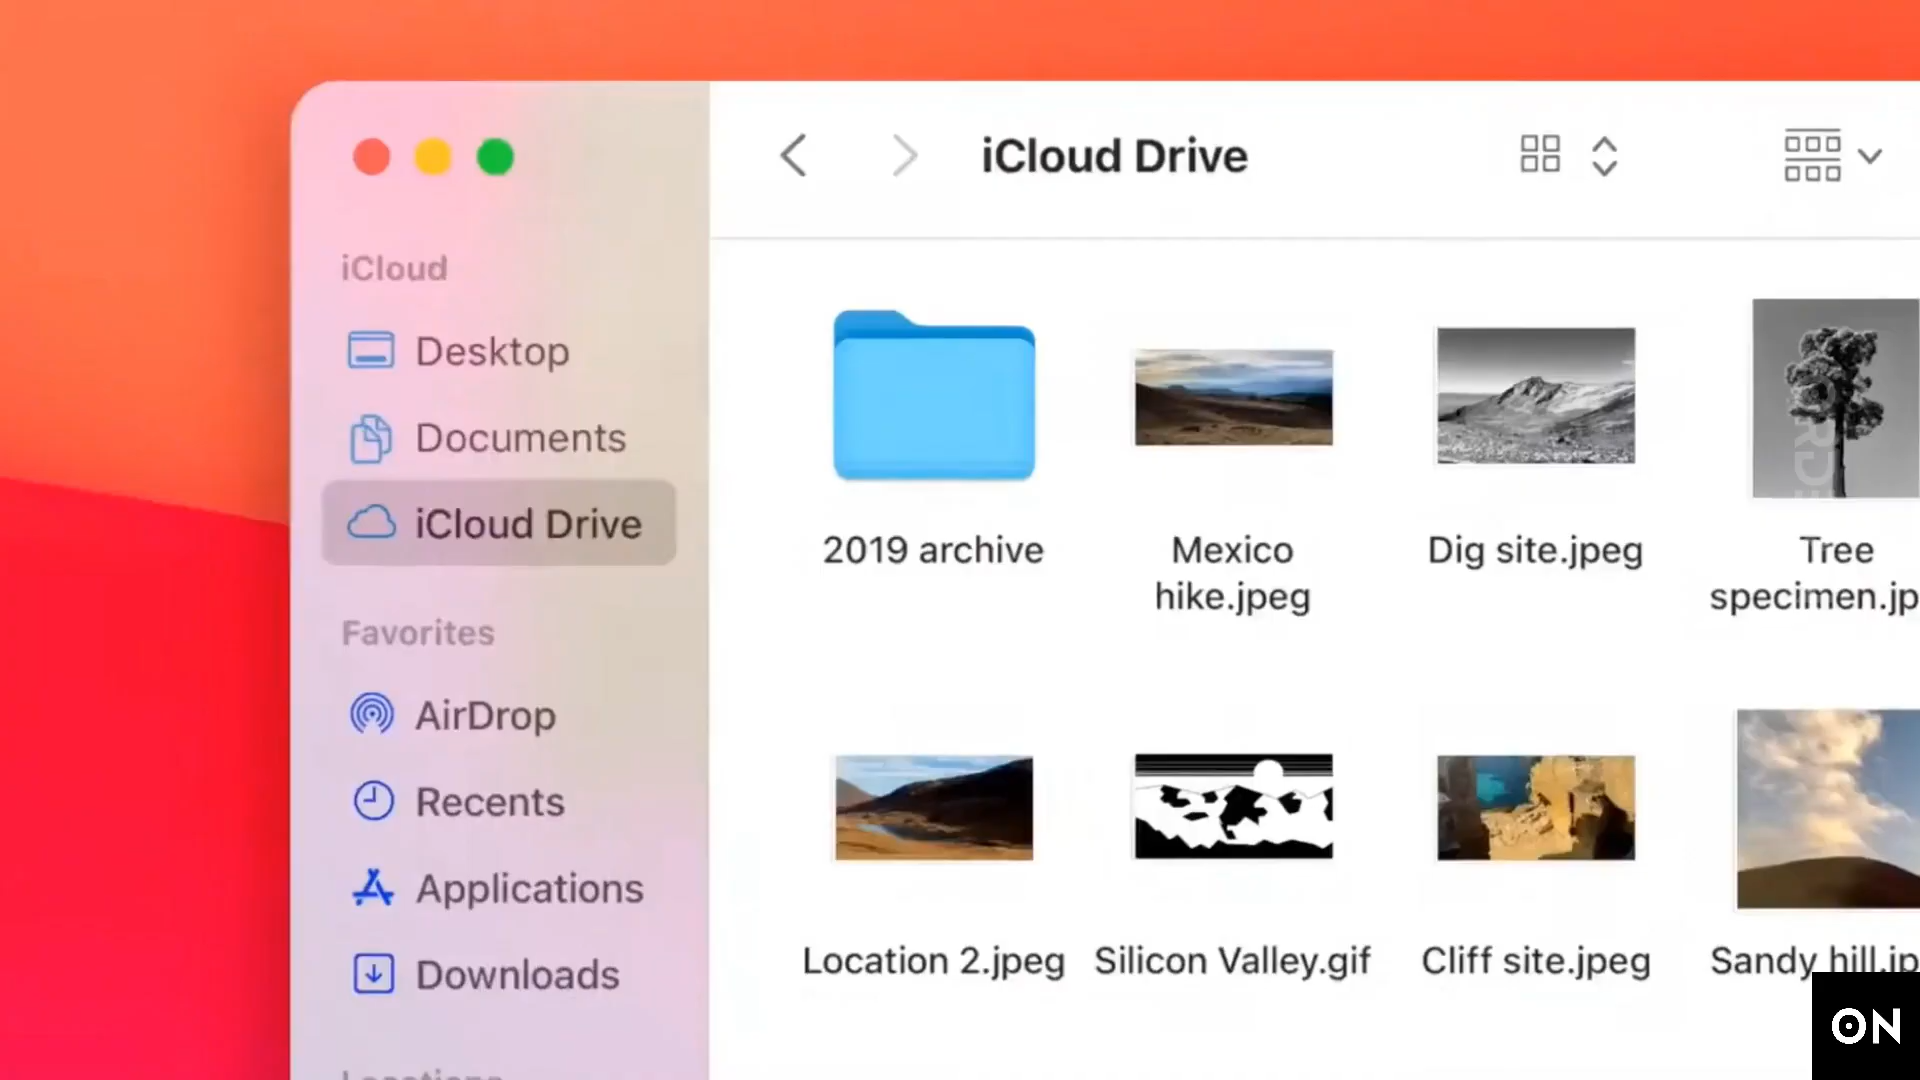 iCloud Drive
iCloud
Desktop
Documents
iCloud Drive
Favorites
AirDrop
Recents
Applications
Downloads
2019 archive
Mexico
hike.jpeg
Dig site.jpeg
Tree
specimen.jp
Location 2.jpeg
Silicon Valley.gif
Cliff site.jpeg
Sandy hill.jp
ON